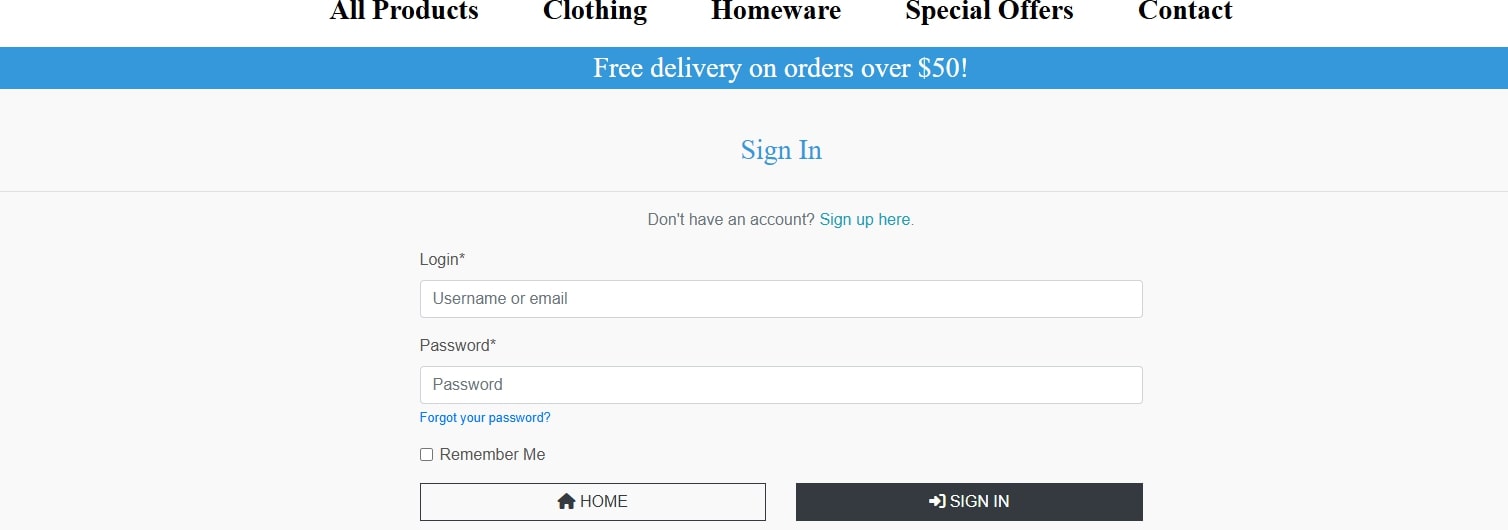 All Products Clothing Homeware Special Offers Contact
Free delivery on orders over $50!
Sign In
Don't have an account? Sign up here.
Login*
Username or email
Password*
Password
Forgot your password?
Remember Me
HOME SIGN IN